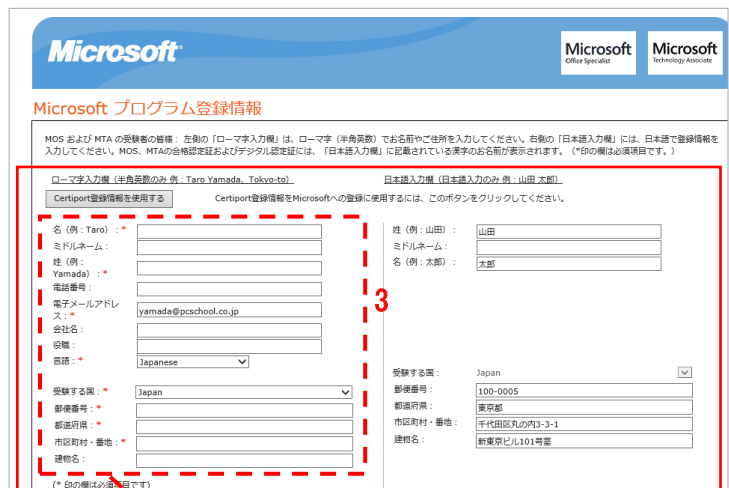 Microsoft
Microsoft
Office Specialist
Microsoft
Technology Associate
Microsoft プログラム登録情報
MOS および MTA の受験者の皆様： 左側の「ローマ字入力欄」は、ローマ字（半角英数）でお名前やご住所を入力してください。右側の「日本語入力欄」には、日本語で登録情報を
入力してください。MOS、MTAの合格認定証およびデジタル認定証には、「日本語入力欄」に記載されている漢字のお名前が表示されます。（*印の欄は必須項目です。）
ローマ字入力欄（半角英数のみ 例：Taro Yamada、Tokyo-to）
日本語入力欄（日本語入力のみ 例：山田 太郎）
Certiport登録情報を使用する
Certiport登録情報をMicrosoftへの登録に使用するには、このボタンをクリックしてください。
名（例：Taro）：*
ミドルネーム：
姓（例：
Yamada）：*
電話番号：
電子メールアドレ
ス：*
yamada@pcschool.co.jp
会社名：
役職：
言語：*
Japanese
受験する国：*
Japan
郵便番号：*
都道府県：*
市区町村・番地：*
建物名：
(* 印の欄は必須項目です)
3
姓（例：山田）：
山田
ミドルネーム：
名（例：太郎）：
太郎
受験する国：
Japan
郵便番号：
100-0005
都道府県：
東京都
市区町村・番地：
千代田区丸の内3-3-1
建物名：
新東京ビル101号室